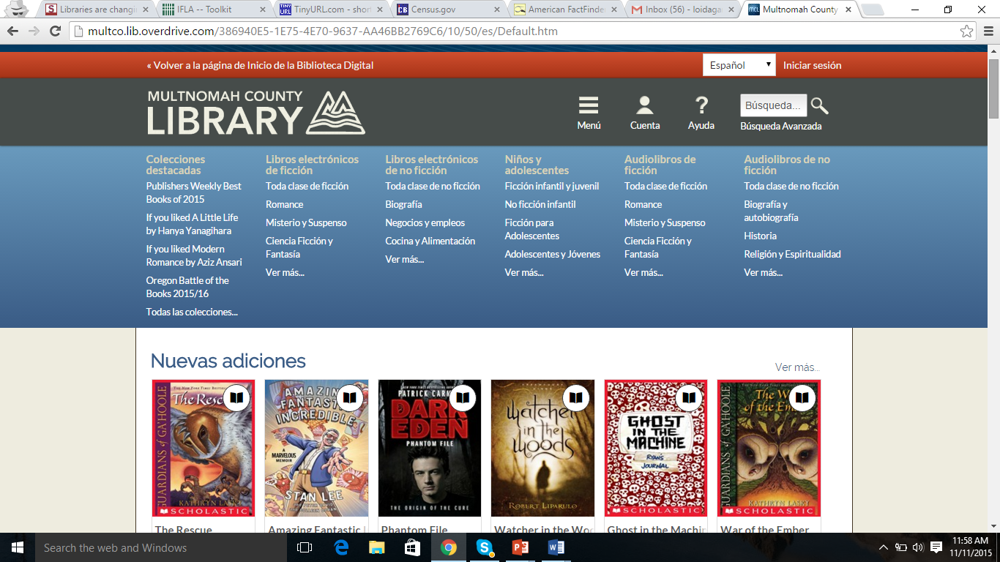 Libraries are changi
IFLA -- Toolkit
TinyURL.com - short
Census.gov
American FactFinde
Inbox (56) - loidaga
Multnomah County
multco.lib.overdrive.com/386940E5-1E75-4E70-9637-AA46BB2769C6/10/50/es/Default.htm
« Volver a la página de Inicio de la Biblioteca Digital
Español
Iniciar sesión
MULTNOMAH COUNTY
LIBRARY
Menú
Cuenta
?
Ayuda
Búsqueda...
Búsqueda Avanzada
Colecciones
destacadas
Publishers Weekly Best
Books of 2015
If you liked A Little Life
by Hanya Yanagihara
If you liked Modern
Romance by Aziz Ansari
Oregon Battle of the
Books 2015/16
Todas las colecciones...
Libros electrónicos
de ficción
Toda clase de ficción
Romance
Misterio y Suspenso
Ciencia Ficción y
Fantasía
Ver más...
Libros electrónicos
de no ficción
Toda clase de no ficción
Biografía
Negocios y empleos
Cocina y Alimentación
Ver más...
Niños y
adolescentes
Ficción infantil y juvenil
No ficción infantil
Ficción para
Adolescentes
Adolescentes y Jóvenes
Ver más...
Audiolibros de
ficción
Toda clase de ficción
Romance
Misterio y Suspenso
Ciencia Ficción y
Fantasía
Ver más...
Audiolibros de no
ficción
Toda clase de no ficción
Biografía y
autobiografía
Historia
Religión y Espiritualidad
Ver más...
Nuevas adiciones
Ver más...
The Rescu
GUARDIANS of GA'HOOLE
KATHRYN LASKY
SCHOLASTIC
AMAZING
FANTASTIC
INCREDIBLE
A
MARVELOUS
MEMOIR
STAN LEE
PATRICK CARM
DARK
EDEN
PHANTOM FILE
THE ORIGIN OF THE CURE
Watcher
in the
Woods
ROBERT LIPARULO
GHOST
IN THE
MACHINE
RYAN'S
JOURNAL
SCHOLASTIC
The W
of the Emb
GUARDIANS of GA'HOOLE
KATHRYN LASKY
SCHOLASTIC
The Rescue
Amazing Fantastic I
Phantom File
Watcher in the Woo
Ghost in the Machin
War of the Ember
Search the web and Windows
11:58 AM
11/11/2015